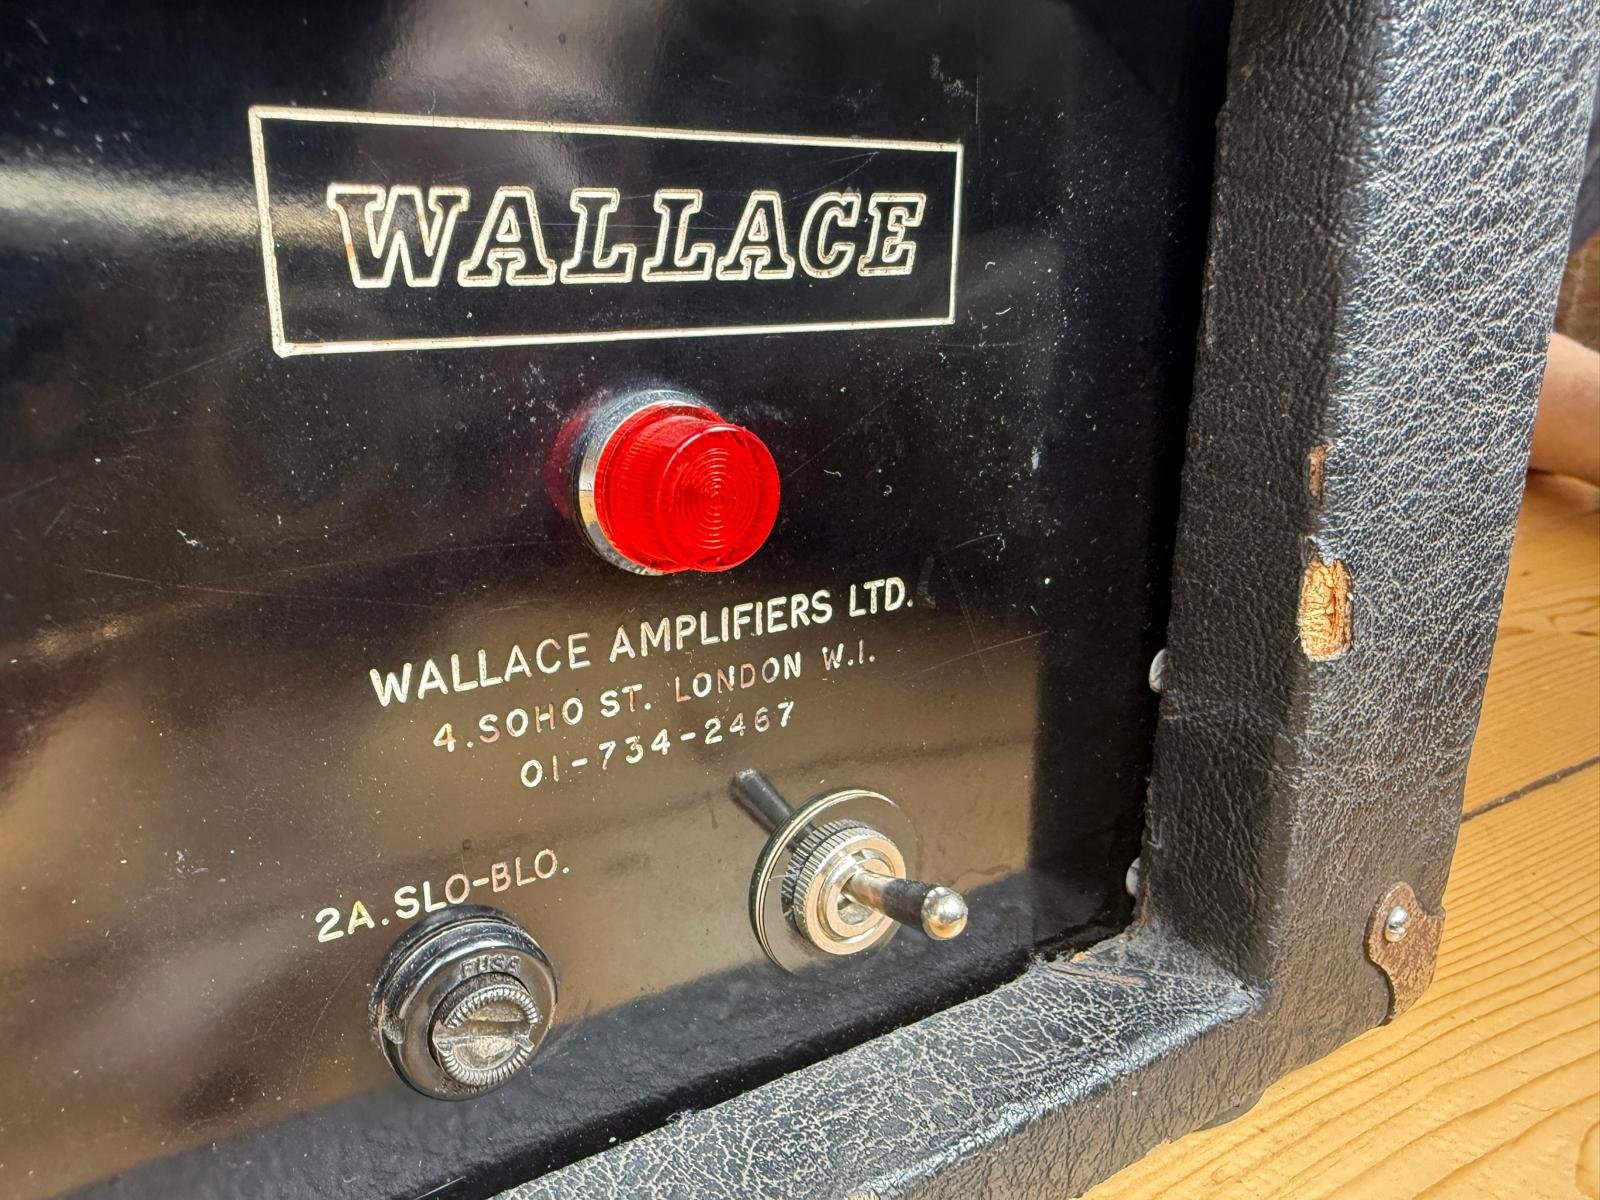 WALLACE
WALLACE AMPLIFIERS LTD.
4.SOHO ST. LONDON W.I.
01-734-2467
2A.SLO-BLO.
FUSE